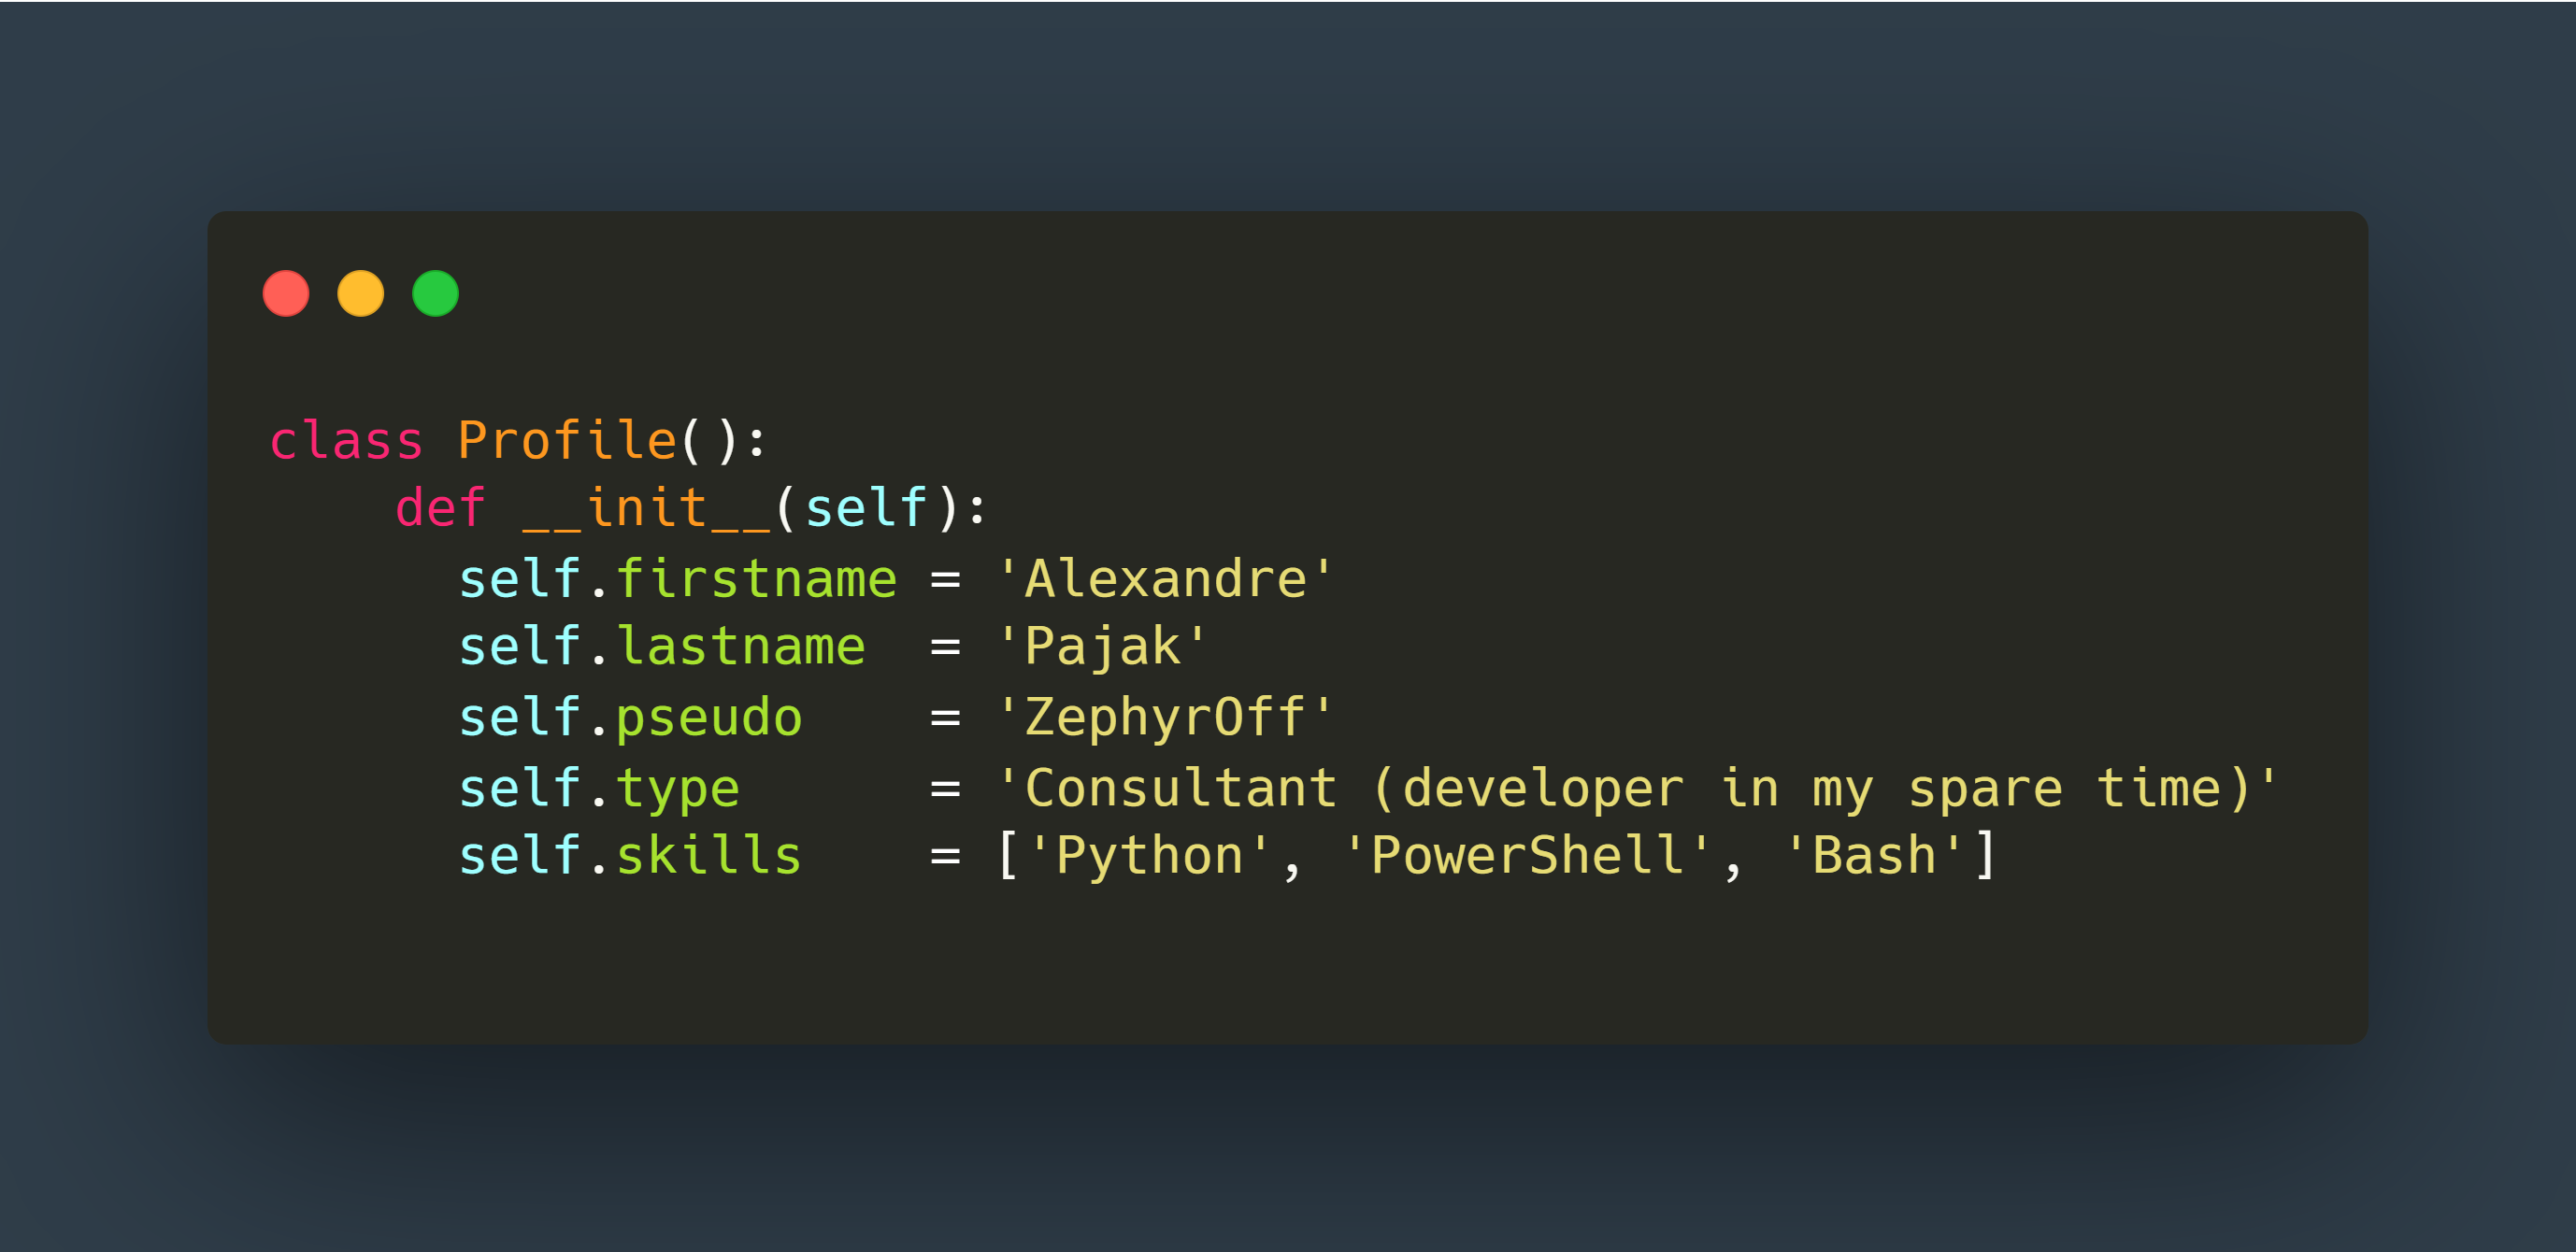 class Profile():
    def __init__(self):
      self.firstname = 'Alexandre'
      self.lastname  = 'Pajak'
      self.pseudo    = 'ZephyrOff'
      self.type      = 'Consultant (developer in my spare time)'
      self.skills    = ['Python', 'PowerShell', 'Bash']